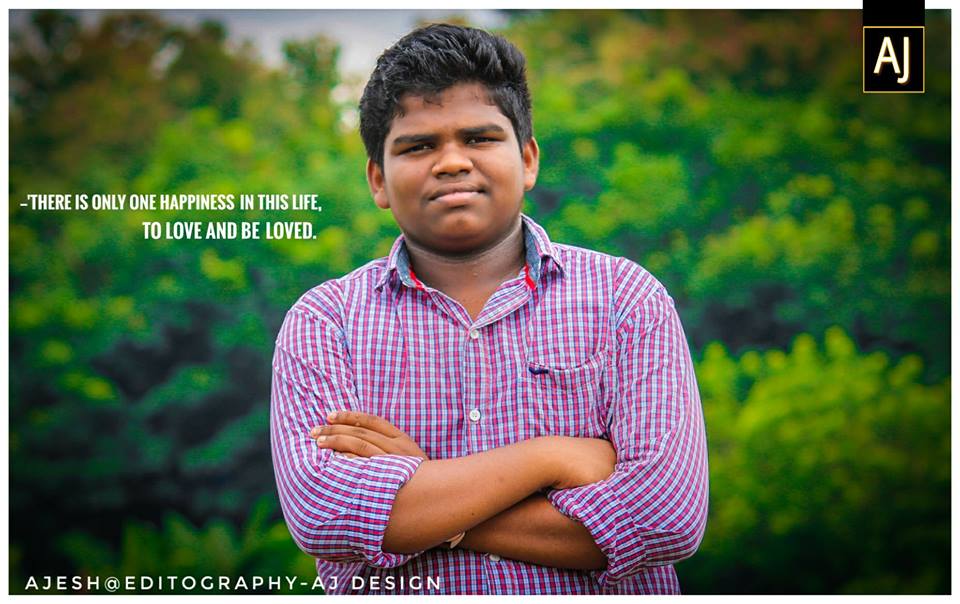 AJ
–'THERE IS ONLY ONE HAPPINESS IN THIS LIFE,
TO LOVE AND BE LOVED.
AJESH@EDITOGRAPHY-AJ DESIGN